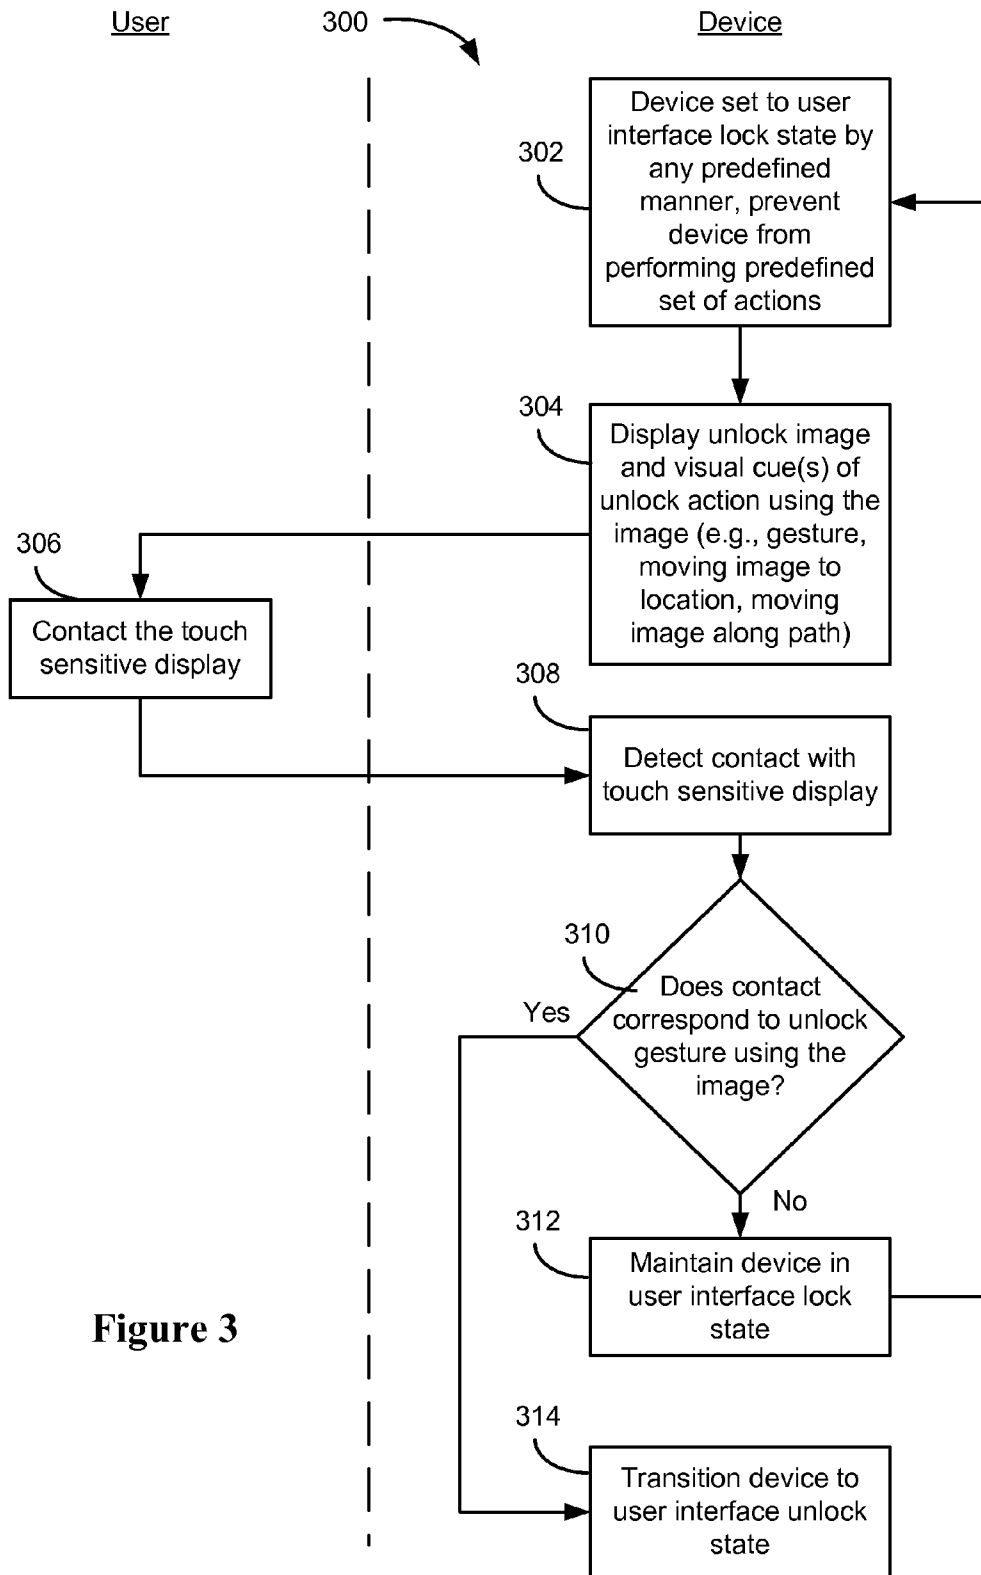 User
300
Device
302
Device set to user
interface lock state by
any predefined
manner, prevent
device from
performing predefined
set of actions
304
Display unlock image
and visual cue(s) of
unlock action using the
image (e.g., gesture,
moving image to
location, moving
image along path)
306
Contact the touch
sensitive display
308
Detect contact with
touch sensitive display
310
Does contact
correspond to unlock
gesture using the
image?
Yes
No
312
Maintain device in
user interface lock
state
Figure 3
314
Transition device to
user interface unlock
state